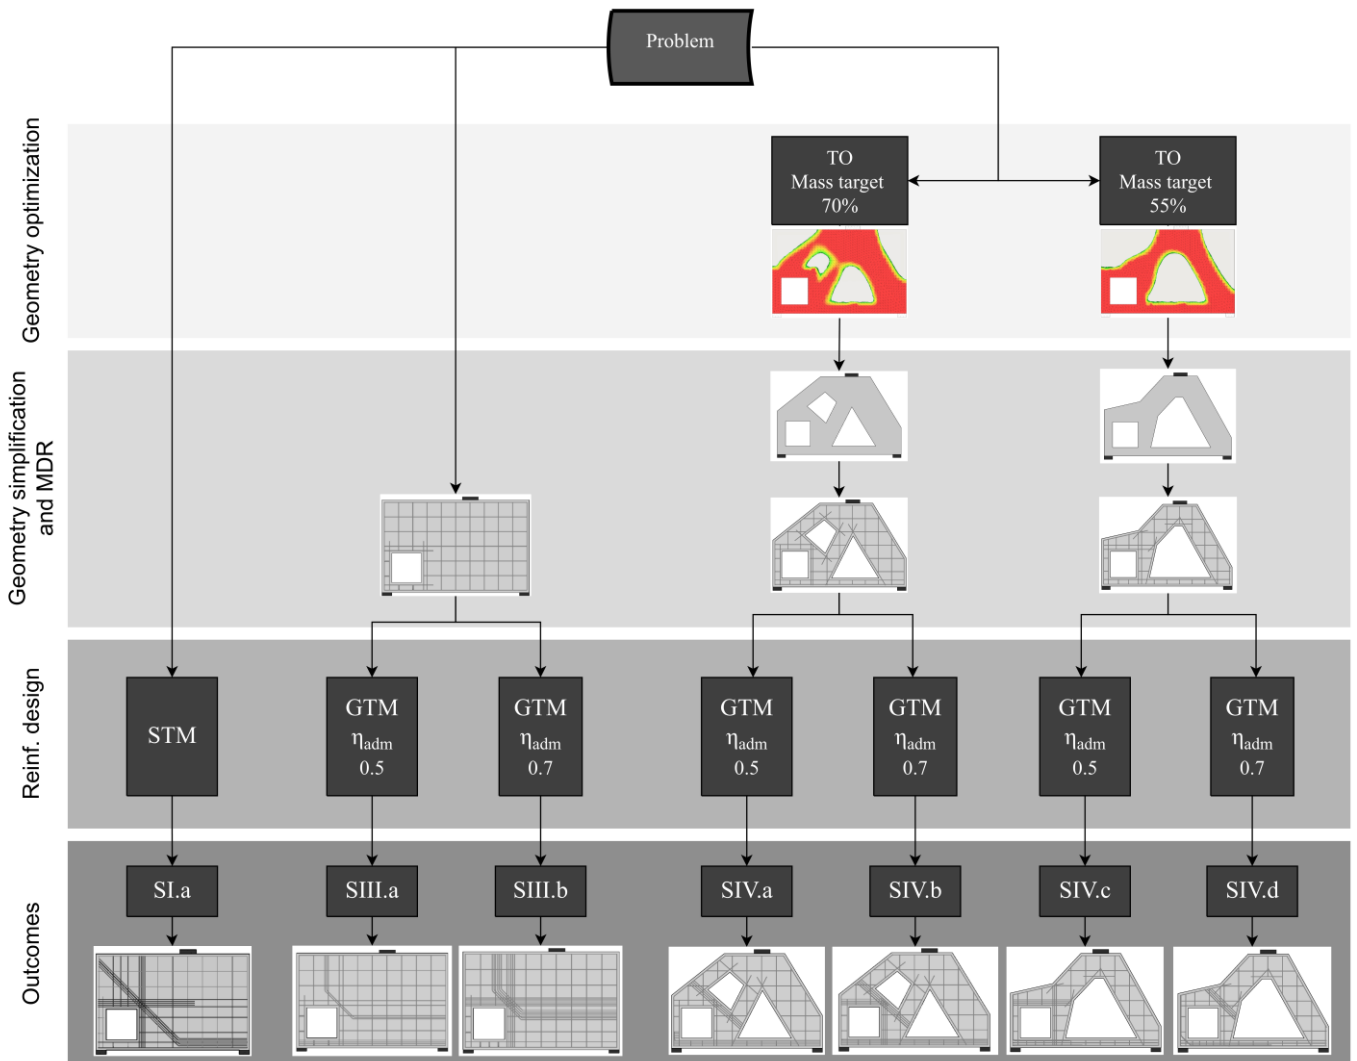 Problem
Geometry optimization
TO
Mass target
70%
TO
Mass target
55%
Geometry simplification
and MDR
Reinf. design
STM
GTM
ηadm
0.5
GTM
ηadm
0.7
GTM
ηadm
0.5
GTM
ηadm
0.7
GTM
ηadm
0.5
GTM
ηadm
0.7
Outcomes
SI.a
SIII.a
SIII.b
SIV.a
SIV.b
SIV.c
SIV.d